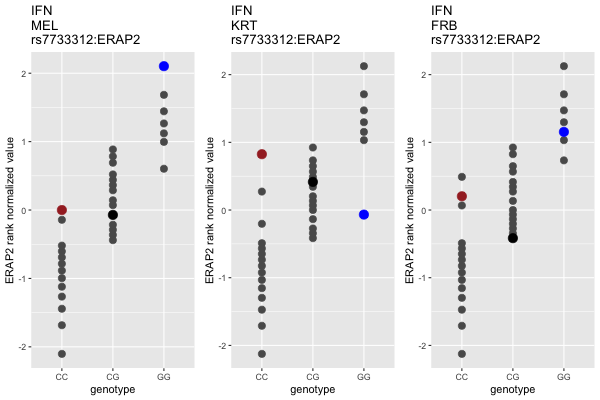 IFN
MEL
rs7733312:ERAP2
ERAP2 rank normalized value
2
1
0
-1
-2
CC
CG
GG
genotype
IFN
KRT
rs7733312:ERAP2
ERAP2 rank normalized value
2
1
0
-1
-2
CC
CG
GG
genotype
IFN
FRB
rs7733312:ERAP2
ERAP2 rank normalized value
2
1
0
-1
-2
CC
CG
GG
genotype